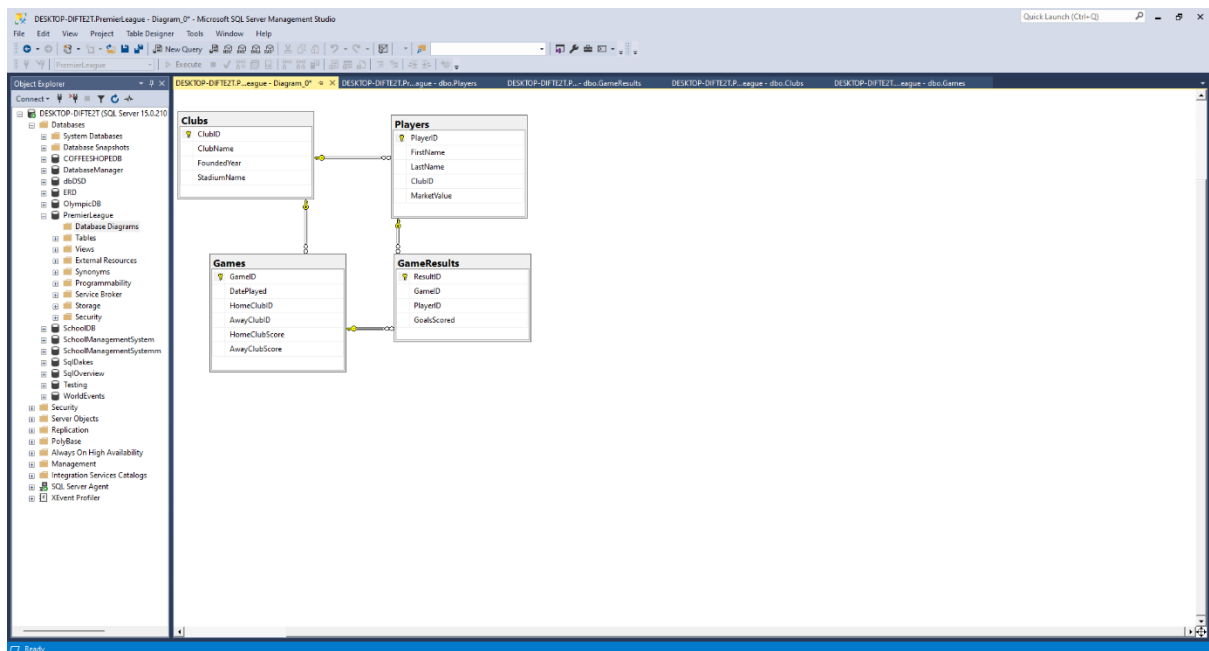 DESKTOP-DIFTE2T.PremierLeague - Diagram_0* - Microsoft SQL Server Management Studio
Quick Launch (Ctrl+Q)
File Edit View Project Table Designer Tools Window Help
New Query
PremierLeague
Execute
Object Explorer
DESKTOP-DIFTE2T.P...eague - Diagram_0*
DESKTOP-DIFTE2T.Pr...ague - dbo.Players
DESKTOP-DIFTE2T.P...- dbo.GameResults
DESKTOP-DIFTE2T.P...eague - dbo.Clubs
DESKTOP-DIFTE2T....eague - dbo.Games
Connect
DESKTOP-DIFTE2T (SQL Server 15.0.210
Databases
System Databases
Database Snapshots
COFFEESHOPEDB
DatabaseManager
dbDSD
ERD
OlympicDB
PremierLeague
Database Diagrams
Tables
Views
External Resources
Synonyms
Programmability
Service Broker
Storage
Security
SchoolDB
SchoolManagementSystem
SchoolManagementSystemm
SqlDakes
SqlOverview
Testing
WorldEvents
Security
Server Objects
Replication
PolyBase
Always On High Availability
Management
Integration Services Catalogs
SQL Server Agent
XEvent Profiler
Clubs
ClubID
ClubName
FoundedYear
StadiumName
Players
PlayerID
FirstName
LastName
ClubID
MarketValue
Games
GameID
DatePlayed
HomeClubID
AwayClubID
HomeClubScore
AwayClubScore
GameResults
ResultID
GameID
PlayerID
GoalsScored
Ready